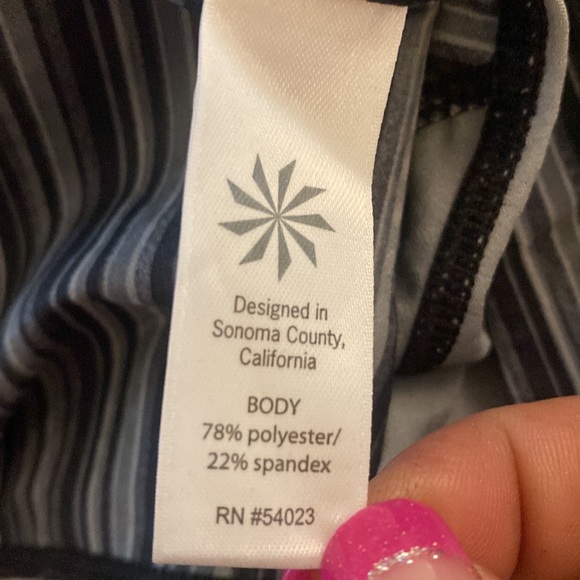 Designed in
Sonoma County,
California
BODY
78% polyester/
22% spandex
RN #54023